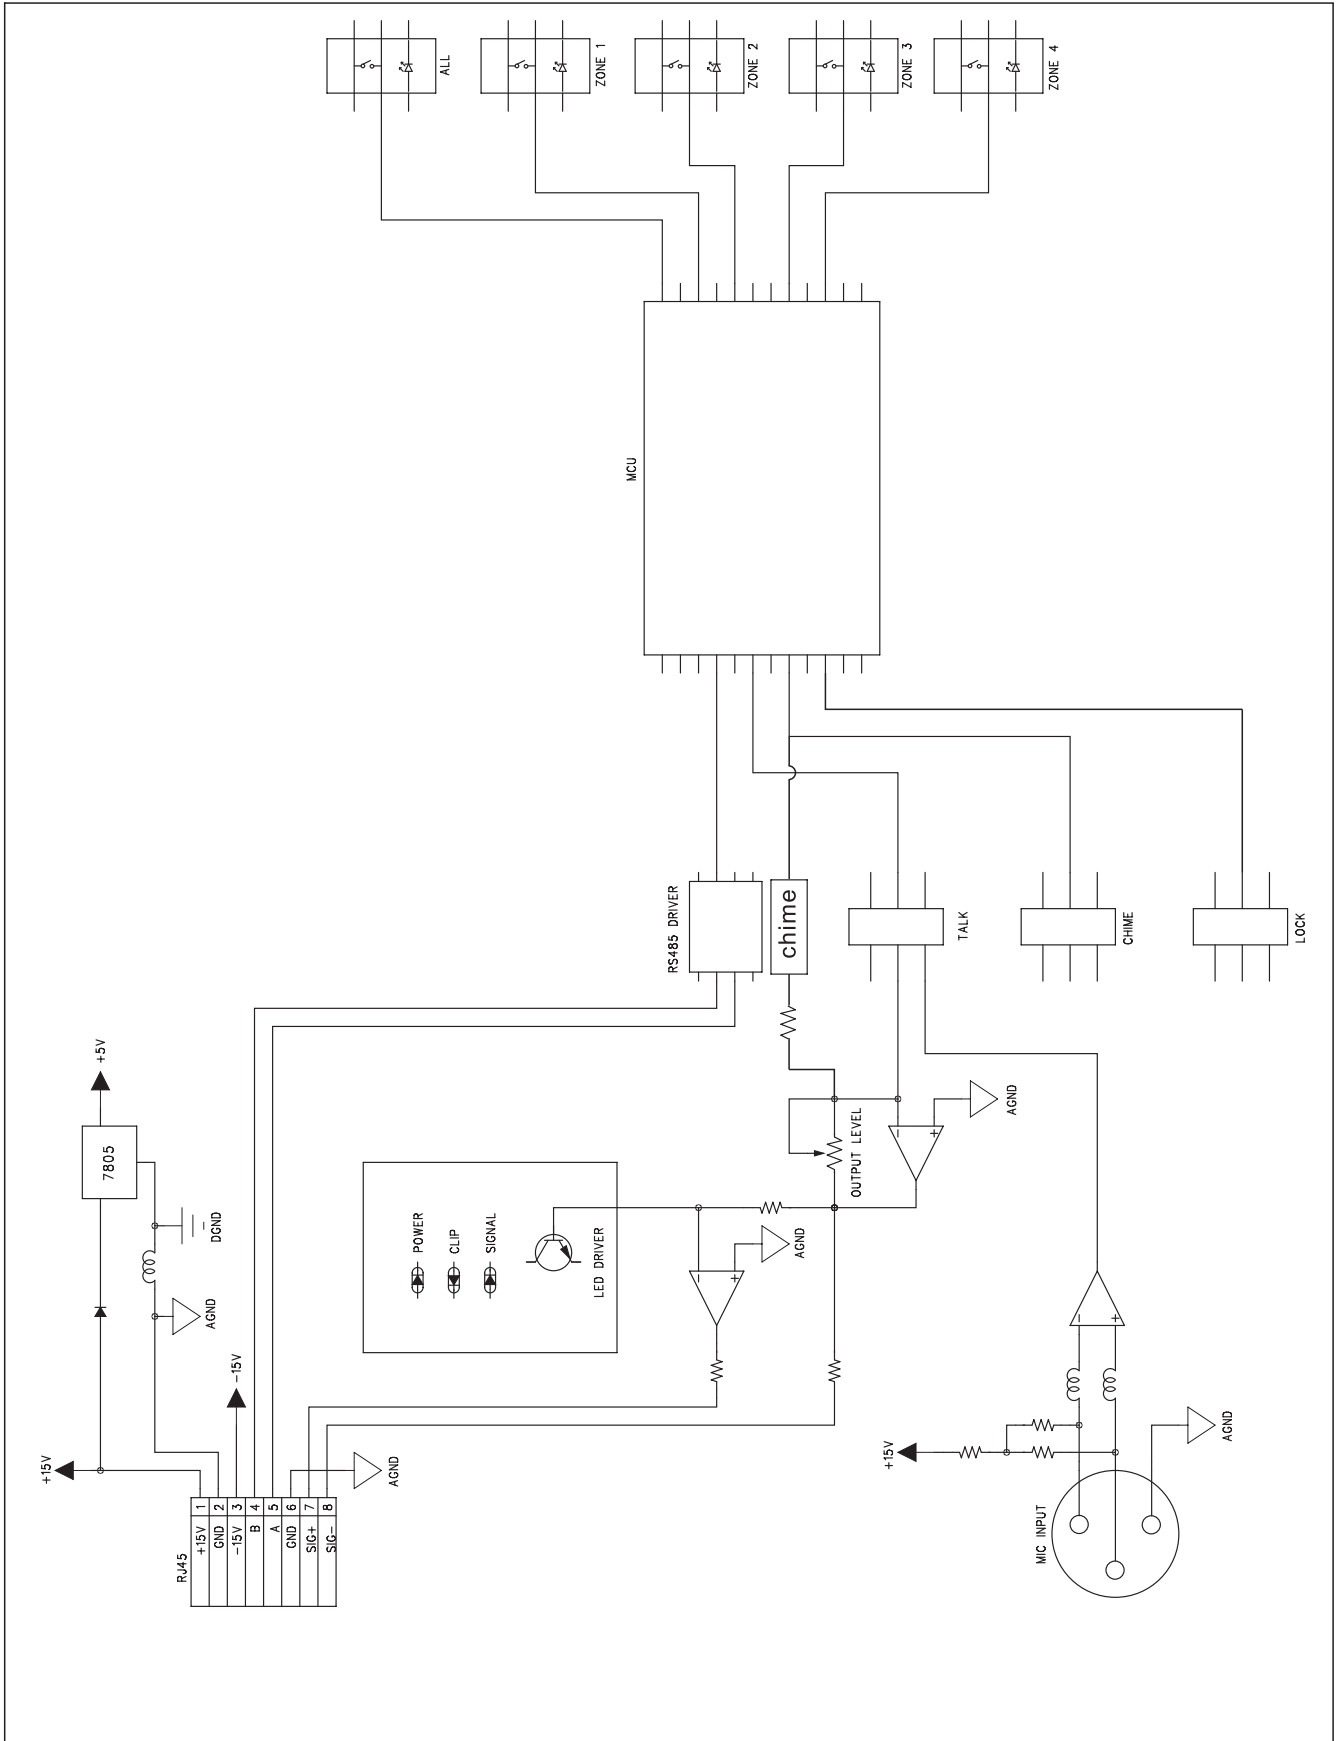 RJ45
+15V 1
GND 2
-15V 3
B 4
A 5
GND 6
SIG+ 7
SIG- 8
+15V
7805
+5V
AGND
DGND
-15V
AGND
POWER
CLIP
SIGNAL
LED DRIVER
AGND
OUTPUT LEVEL
AGND
RS485 DRIVER
chime
TALK
CHIME
LOCK
MIC INPUT
+15V
AGND
- +
- +
- +
MCU
ALL
ZONE 1
ZONE 2
ZONE 3
ZONE 4